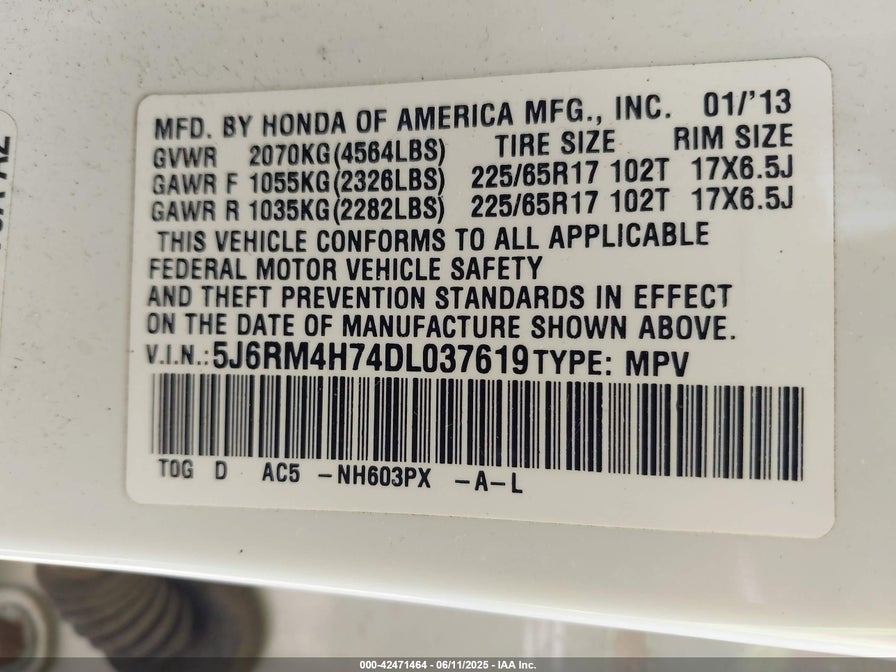 MFD. BY HONDA OF AMERICA MFG., INC. 01/'13
GVWR 2070KG(4564LBS) TIRE SIZE RIM SIZE
GAWR F 1055KG(2326LBS) 225/65R17 102T 17X6.5J
GAWR R 1035KG(2282LBS) 225/65R17 102T 17X6.5J
THIS VEHICLE CONFORMS TO ALL APPLICABLE
FEDERAL MOTOR VEHICLE SAFETY
AND THEFT PREVENTION STANDARDS IN EFFECT
ON THE DATE OF MANUFACTURE SHOWN ABOVE.
V.I.N.:5J6RM4H74DL037619TYPE: MPV
TOG D AC5 -NH603PX -A-L
000-42471464 - 06/11/2025 - IAA Inc.